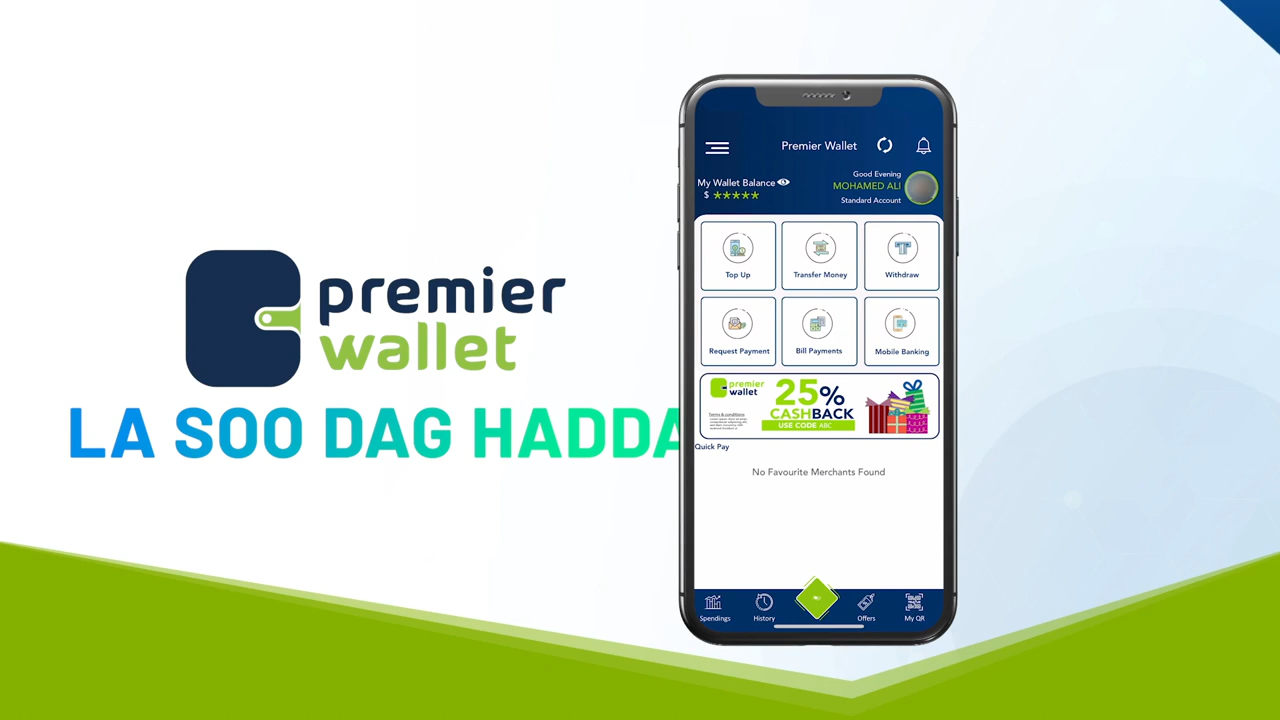 premier
wallet
LA SOO DAG HADDA
Premier Wallet
My Wallet Balance
$ *****
Good Evening
MOHAMED ALI
Standard Account
Top Up
Transfer Money
Withdraw
Request Payment
Bill Payments
Mobile Banking
premier
wallet
Terms & conditions
25%
CASHBACK
USE CODE ABC
Quick Pay
No Favourite Merchants Found
Spendings
History
Offers
My QR